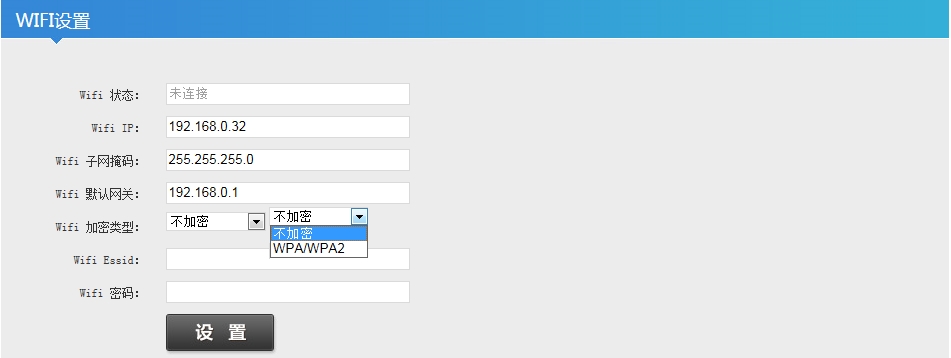 WIFI设置
Wifi 状态: 未连接
Wifi IP: 192.168.0.32
Wifi 子网掩码: 255.255.255.0
Wifi 默认网关: 192.168.0.1
Wifi 加密类型: 不加密 不加密
不加密
WPA/WPA2
Wifi Essid:
Wifi 密码:
设 置